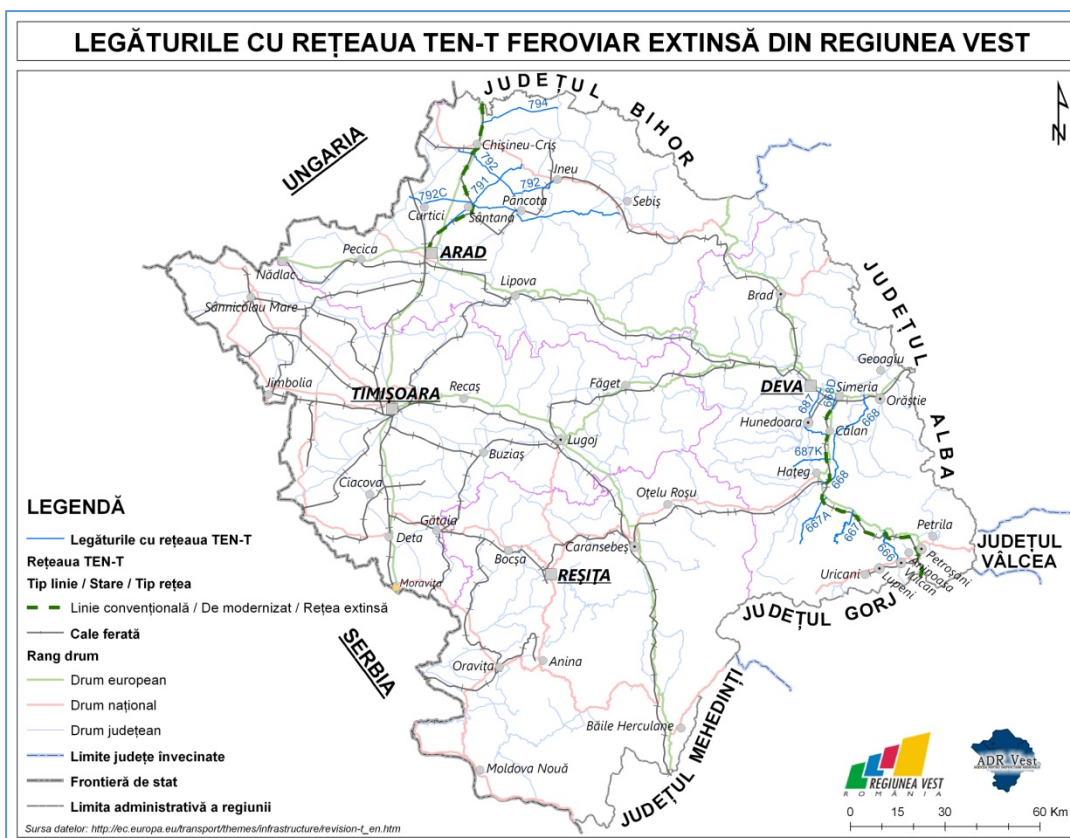 LEGĂTURILE CU REȚEAUA TEN-T FEROVIAR EXTINSĂ DIN REGIUNEA VEST
JUDEȚUL BIHOR
UNGARIA
794
Chișineu-Criș
792
791
792
Ineu
792C
Curtici
Sântana
Pâncota
Sebiș
Pecica
ARAD
Nădlac
Lipova
Sânnicolau Mare
Brad
JUDEȚUL ALBA
Geoagiu
Jimbolia
TIMIȘOARA
Recaș
Făget
DEVA
Simeria
687
668D
Orăștie
668
Hunedoara
Călan
Lugoj
Buziaș
687K
Hațeg
668
Ciacova
Oțelu Roșu
667A
667
Gătaia
Deta
Bocșa
Caransebeș
REȘIȚA
666
Petrila
Petroșani
Aninoasa
Vulcan
Lupeni
Uricani
JUDEȚUL
VÂLCEA
Moravița
JUDEȚUL GORJ
SERBIA
Oravița
Anina
Băile Herculane
JUDEȚUL MEHEDINȚI
Moldova Nouă
LEGENDĂ
Legăturile cu rețeaua TEN-T
Rețeaua TEN-T
Tip linie / Stare / Tip rețea
Linie convențională / De modernizat / Rețea extinsă
Cale ferată
Rang drum
Drum european
Drum național
Drum județean
Limite județe învecinate
Frontieră de stat
Limita administrativă a regiunii
REGIUNEA VEST
ROMÂNIA
ADR Vest
0 15 30 60 Km
Sursa datelor: http://ec.europa.eu/transport/themes/infrastructure/revision-t_en.htm